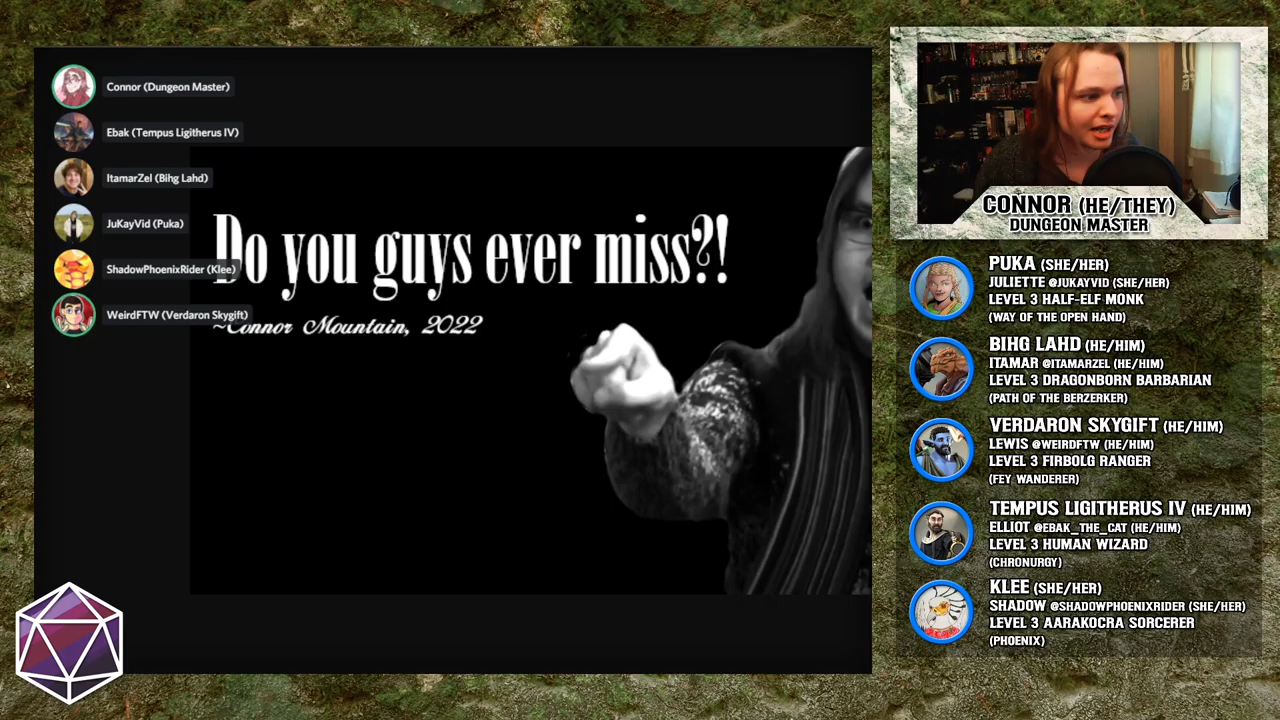 Connor (Dungeon Master)
Ebak (Tempus Ligitherus IV)
ItamarZel (Bihg Lahd)
JuKayVid (Puka)
ShadowPhoenixRider (Klee)
WeirdFTW (Verdaron Skygift)
Do you guys ever miss?!
~Connor Mountain, 2022
CONNOR (HE/THEY)
DUNGEON MASTER
PUKA (SHE/HER)
JULIETTE @JUKAYVID (SHE/HER)
LEVEL 3 HALF-ELF MONK
(WAY OF THE OPEN HAND)
BIHG LAHD (HE/HIM)
ITAMAR @ITAMARZEL (HE/HIM)
LEVEL 3 DRAGONBORN BARBARIAN
(PATH OF THE BERZERKER)
VERDARON SKYGIFT (HE/HIM)
LEWIS @WEIRDFTW (HE/HIM)
LEVEL 3 FIRBOLG RANGER
(FEY WANDERER)
TEMPUS LIGITHERUS IV (HE/HIM)
ELLIOT @EBAK_THE_CAT (HE/HIM)
LEVEL 3 HUMAN WIZARD
(CHRONURGY)
KLEE (SHE/HER)
SHADOW @SHADOWPHOENIXRIDER (SHE/HER)
LEVEL 3 AARAKOCRA SORCERER
(PHOENIX)